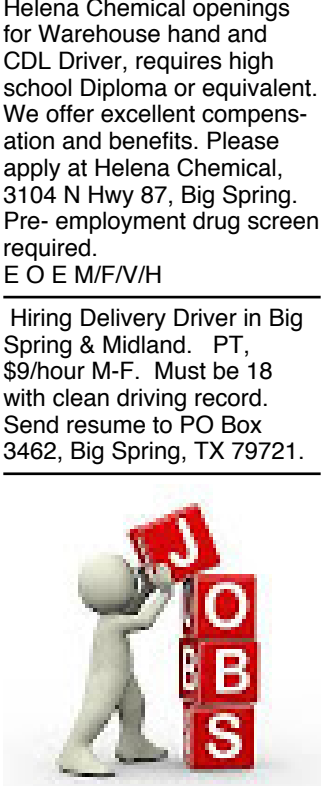 Helena Chemical openings
for Warehouse hand and
CDL Driver, requires high
school Diploma or equivalent.
We offer excellent compens-
ation and benefits. Please
apply at Helena Chemical,
3104 N Hwy 87, Big Spring.
Pre- employment drug screen
required.
E O E M/F/V/H
Hiring Delivery Driver in Big
Spring & Midland. PT,
$9/hour M-F. Must be 18
with clean driving record.
Send resume to PO Box
3462, Big Spring, TX 79721.
J
O
B
B
S